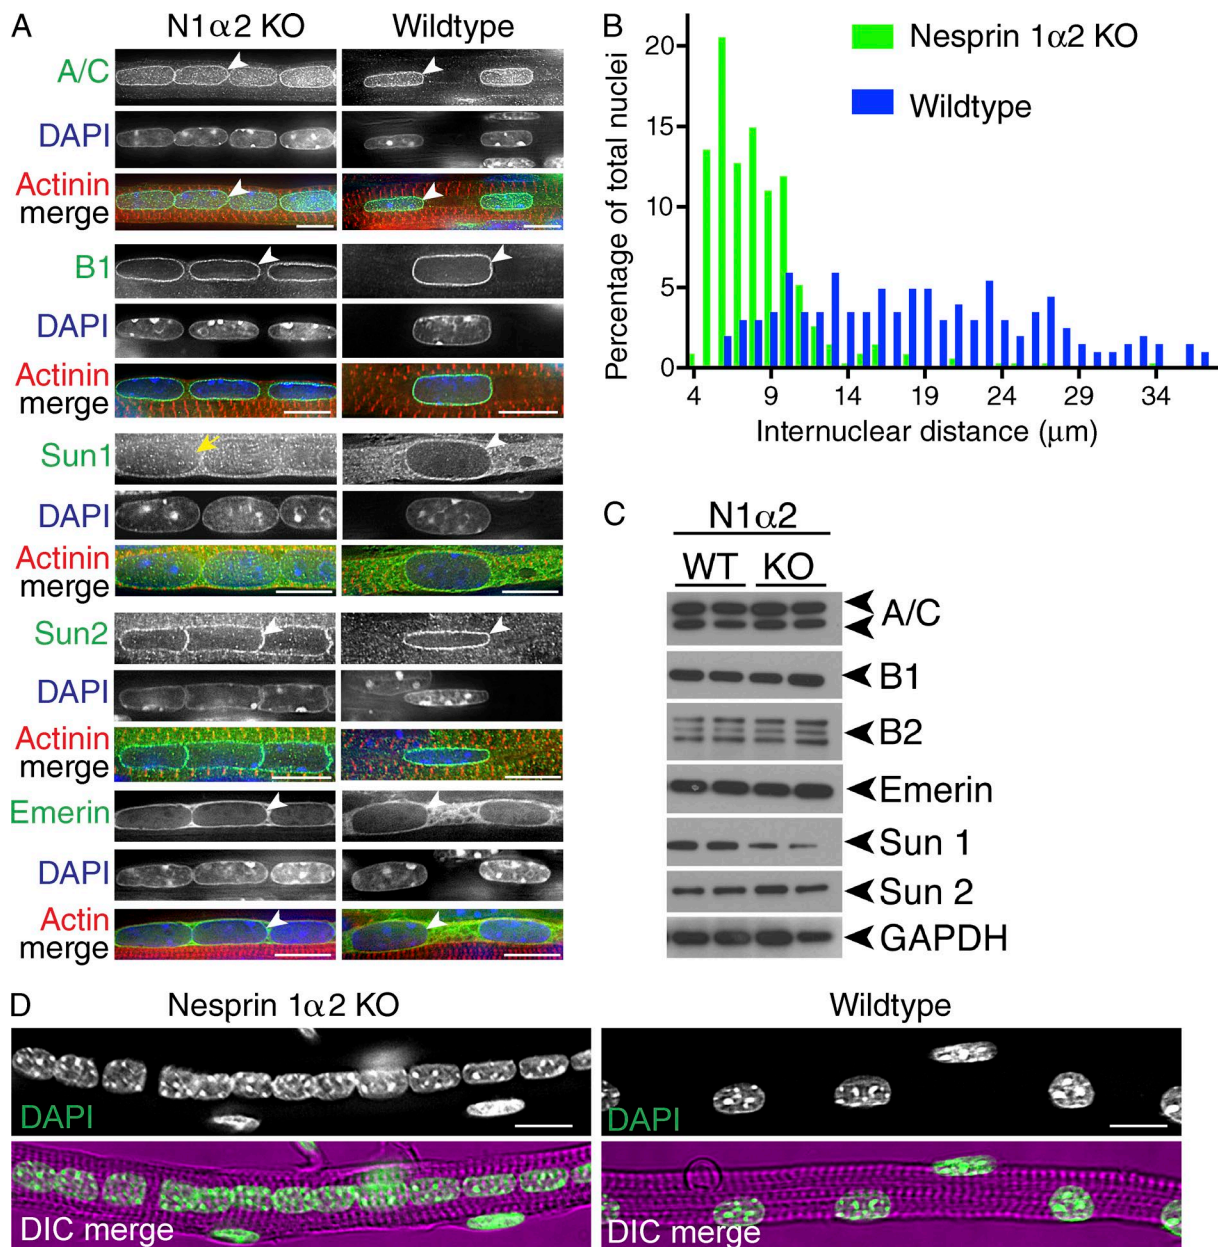 A
N1α2 KO
Wildtype
A/C
DAPI
Actinin
merge
B1
DAPI
Actinin
merge
Sun1
DAPI
Actinin
merge
Sun2
DAPI
Actinin
merge
Emerin
DAPI
Actin
merge
B
Nesprin 1α2 KO
Wildtype
Percentage of total nuclei
20
15
10
5
0
4 9 14 19 24 29 34
Internuclear distance (μm)
C
N1α2
WT KO
A/C
B1
B2
Emerin
Sun 1
Sun 2
GAPDH
D
Nesprin 1α2 KO
Wildtype
DAPI
DAPI
DIC merge
DIC merge